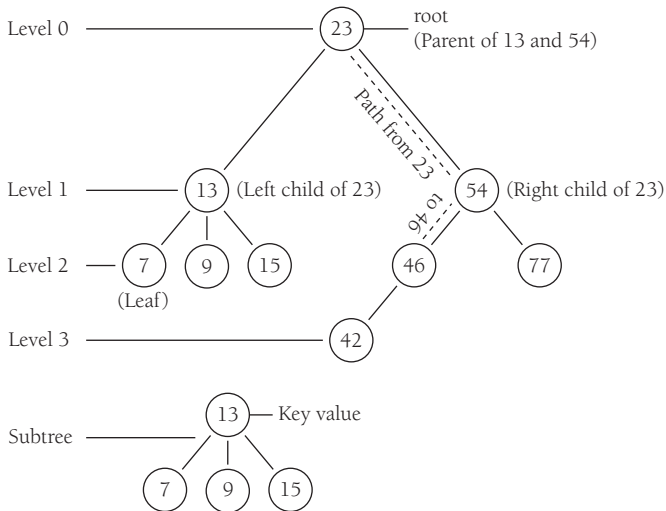 Level 0
23
root
(Parent of 13 and 54)
Path from 23
to 46
Level 1
13
(Left child of 23)
54
(Right child of 23)
Level 2
7
9
15
46
77
(Leaf)
Level 3
42
13
Key value
Subtree
7
9
15